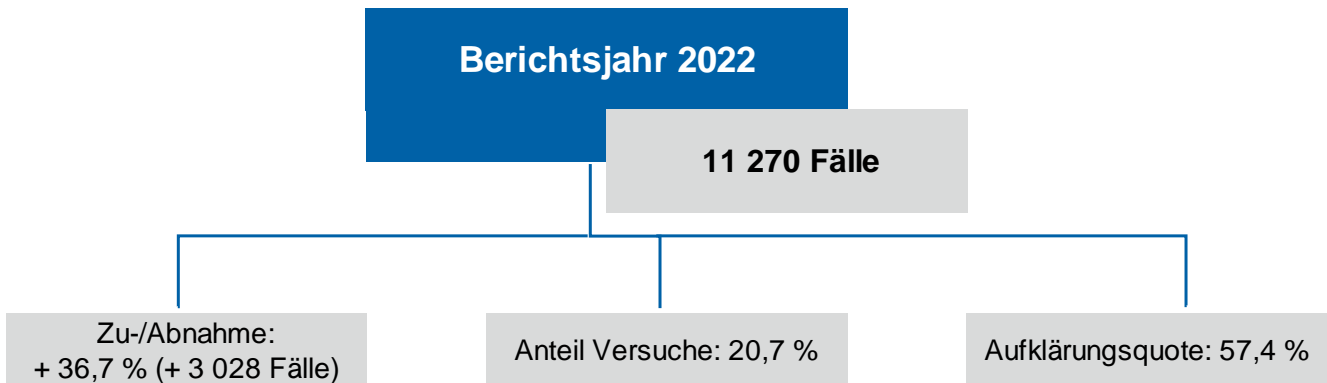 Berichtsjahr 2022
11 270 Fälle
Zu-/Abnahme:
+ 36,7 % (+ 3 028 Fälle)
Anteil Versuche: 20,7 %
Aufklärungsquote: 57,4 %